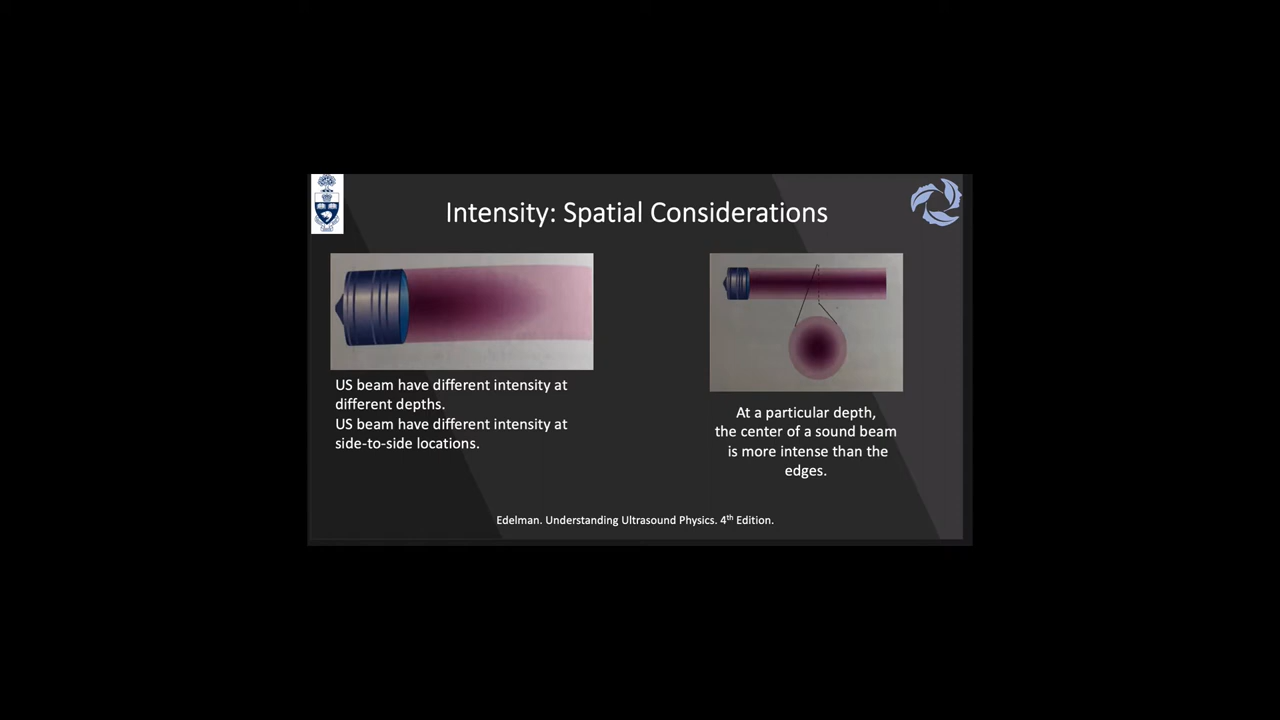 Intensity: Spatial Considerations
US beam have different intensity at
different depths.
US beam have different intensity at
side-to-side locations.
At a particular depth,
the center of a sound beam
is more intense than the
edges.
Edelman. Understanding Ultrasound Physics. 4th Edition.